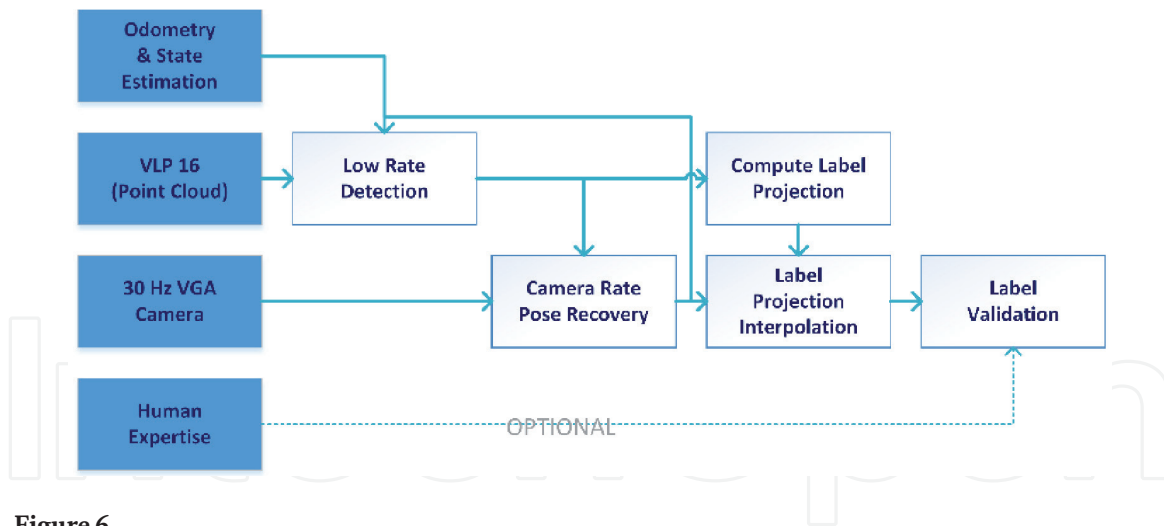 Odometry
& State
Estimation
VLP 16
(Point Cloud)
Low Rate
Detection
Compute Label
Projection
30 Hz VGA
Camera
Camera Rate
Pose Recovery
Label
Projection
Interpolation
Label
Validation
Human
Expertise
OPTIONAL
Figure 6